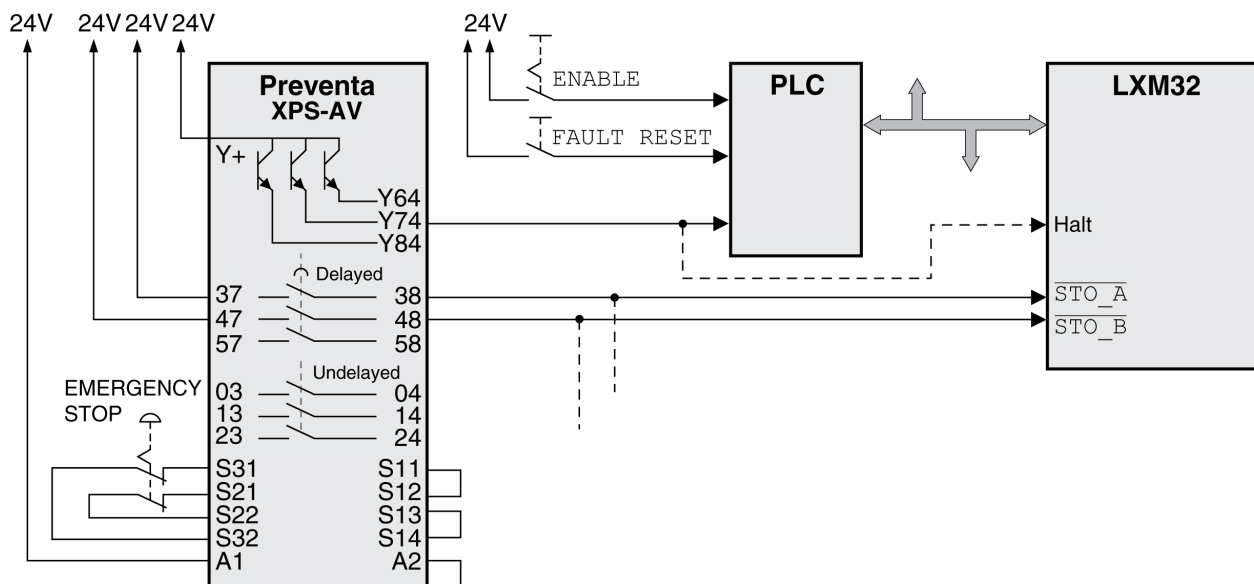 24V 24V 24V 24V 24V
Preventa
XPS-AV
PLC
LXM32
ENABLE
FAULT RESET
Y+
Y64
Y74
Y84
Halt
Delayed
37 38
47 48
57 58
STO_A
STO_B
Undelayed
03 04
13 14
23 24
EMERGENCY
STOP
S31 S11
S21 S12
S22 S13
S32 S14
A1 A2